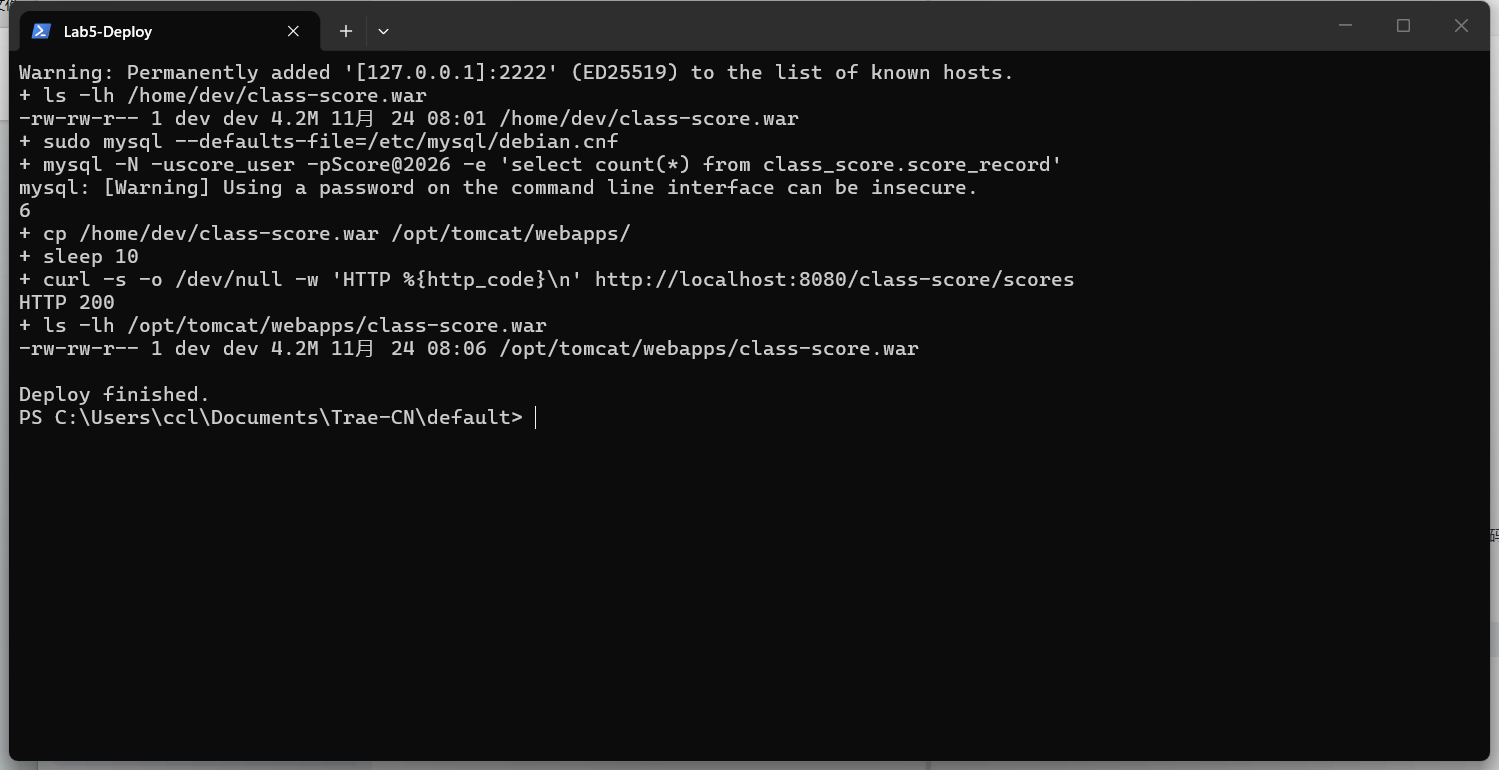 Lab5-Deploy
Warning: Permanently added '[127.0.0.1]:2222' (ED25519) to the list of known hosts.
+ ls -lh /home/dev/class-score.war
-rw-rw-r-- 1 dev dev 4.2M 11月 24 08:01 /home/dev/class-score.war
+ sudo mysql --defaults-file=/etc/mysql/debian.cnf
+ mysql -N -uscore_user -pScore@2026 -e 'select count(*) from class_score.score_record'
mysql: [Warning] Using a password on the command line interface can be insecure.
6
+ cp /home/dev/class-score.war /opt/tomcat/webapps/
+ sleep 10
+ curl -s -o /dev/null -w 'HTTP %{http_code}\n' http://localhost:8080/class-score/scores
HTTP 200
+ ls -lh /opt/tomcat/webapps/class-score.war
-rw-rw-r-- 1 dev dev 4.2M 11月 24 08:06 /opt/tomcat/webapps/class-score.war
Deploy finished.
PS C:\Users\ccl\Documents\Trae-CN\default>